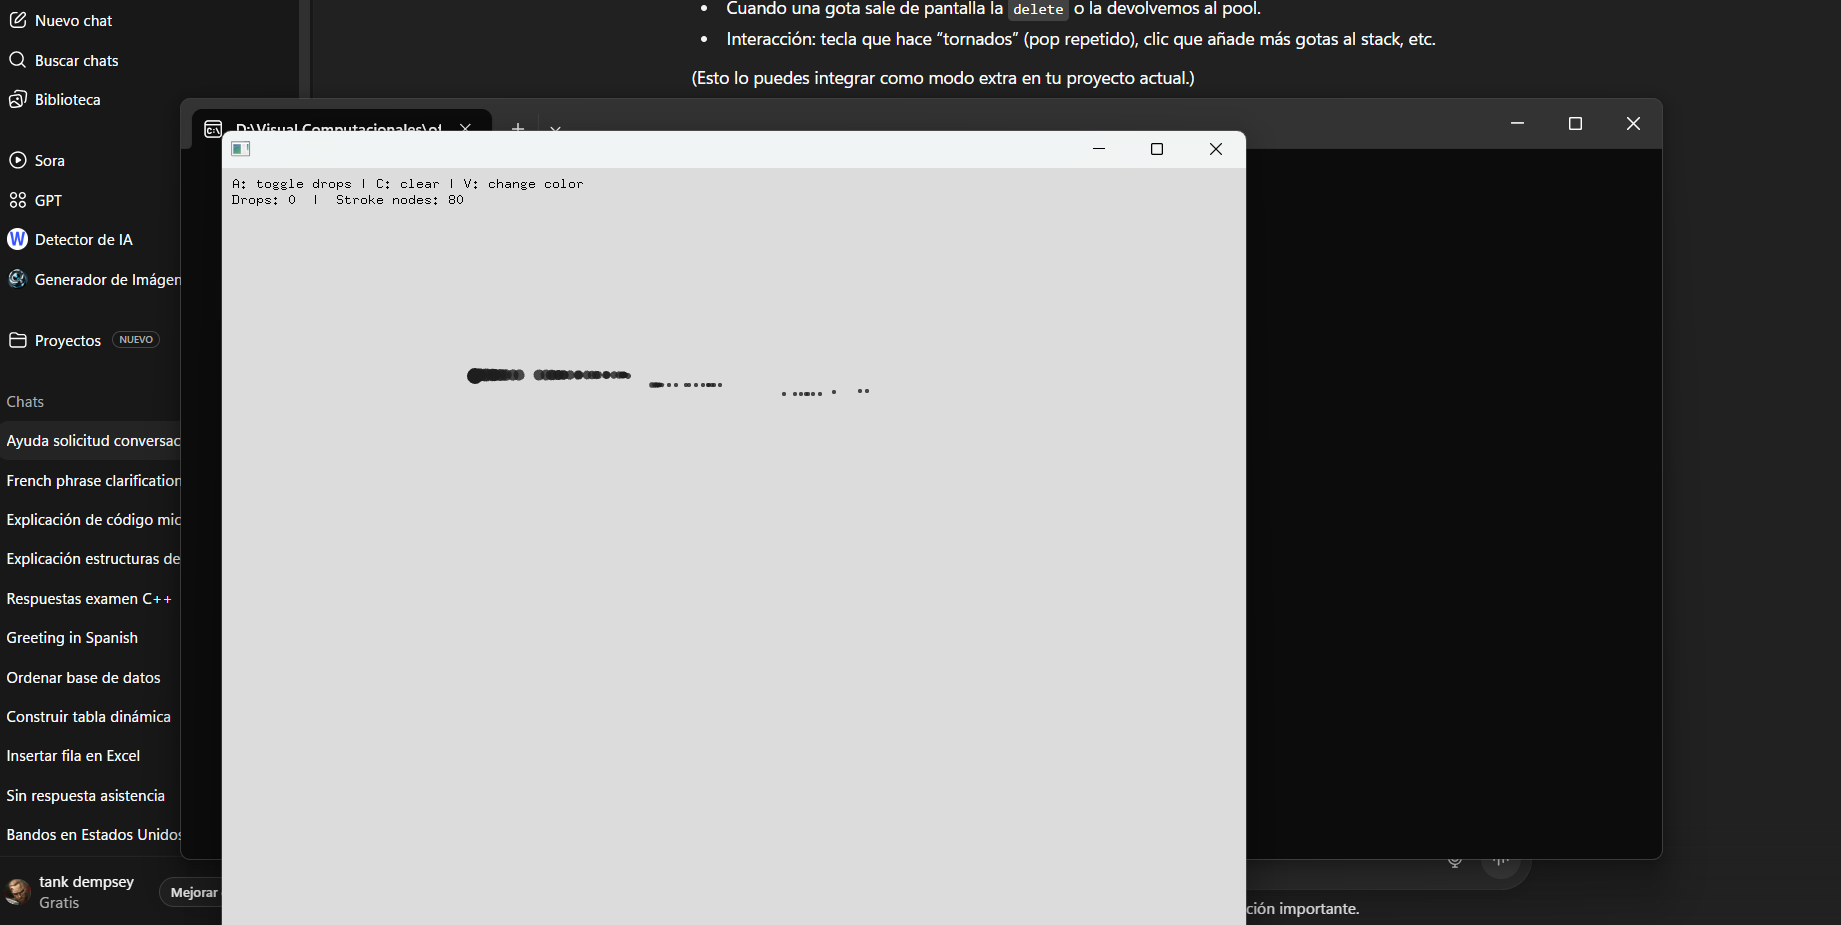 Nuevo chat
Buscar chats
Biblioteca
Sora
GPT
Detector de IA
Generador de Imágen
Proyectos NUEVO
Chats
Ayuda solicitud conversac
French phrase clarification
Explicación de código mic
Explicación estructuras de
Respuestas examen C++
Greeting in Spanish
Ordenar base de datos
Construir tabla dinámica
Insertar fila en Excel
Sin respuesta asistencia
Bandos en Estados Unidos
tank dempsey
Gratis
Mejorar
• Cuando una gota sale de pantalla la delete o la devolvemos al pool.
• Interacción: tecla que hace “tornados” (pop repetido), clic que añade más gotas al stack, etc.
(Esto lo puedes integrar como modo extra en tu proyecto actual.)
D:\Visual Computacionales\of
A: toggle drops | C: clear | V: change color
Drops: 0 | Stroke nodes: 80
ción importante.